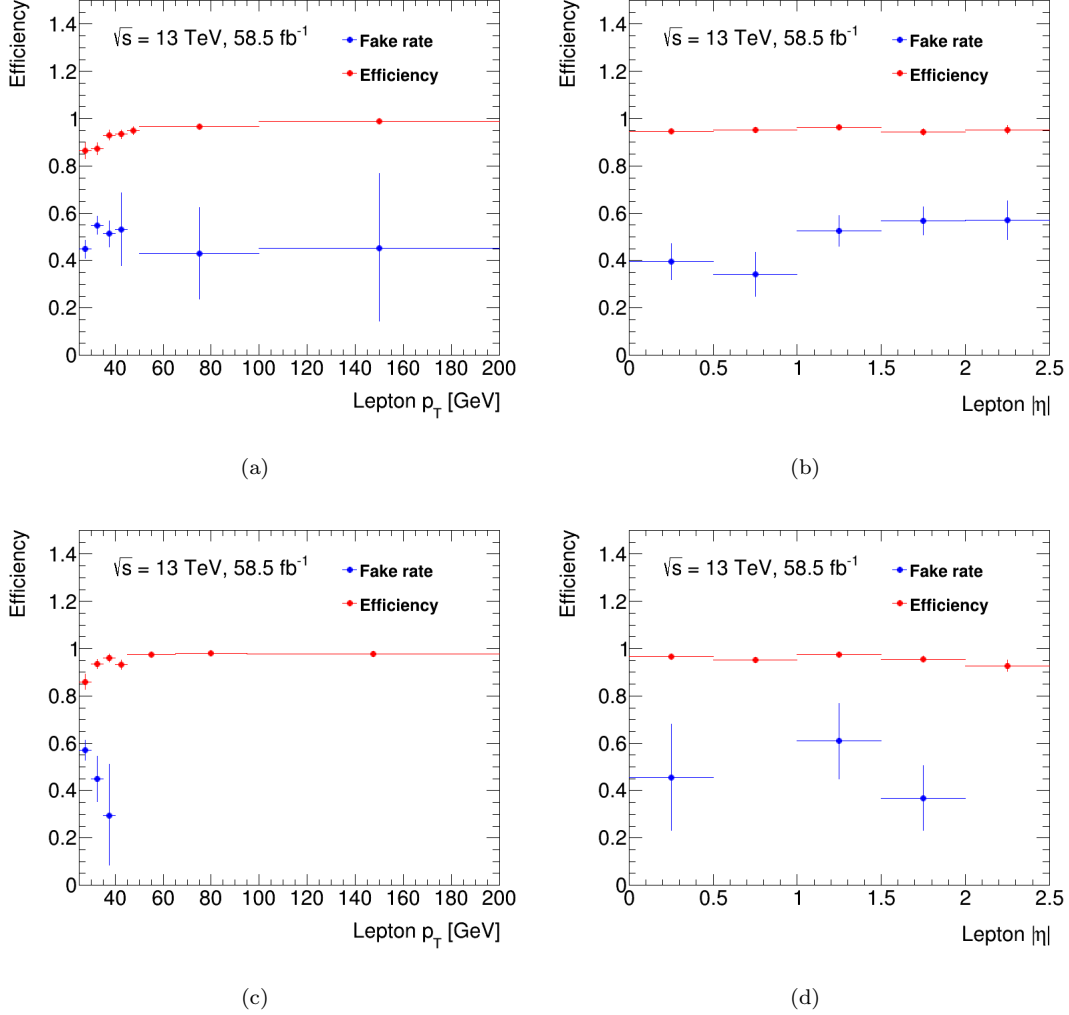 Efficiency
1.4
1.2
1
0.8
0.6
0.4
0.2
0
√s = 13 TeV, 58.5 fb⁻¹
Fake rate
Efficiency
40 60 80 100 120 140 160 180 200
Lepton p_T [GeV]
(a)
Efficiency
1.4
1.2
1
0.8
0.6
0.4
0.2
0
√s = 13 TeV, 58.5 fb⁻¹
Fake rate
Efficiency
0 0.5 1 1.5 2 2.5
Lepton |η|
(b)
Efficiency
1.4
1.2
1
0.8
0.6
0.4
0.2
0
√s = 13 TeV, 58.5 fb⁻¹
Fake rate
Efficiency
40 60 80 100 120 140 160 180 200
Lepton p_T [GeV]
(c)
Efficiency
1.4
1.2
1
0.8
0.6
0.4
0.2
0
√s = 13 TeV, 58.5 fb⁻¹
Fake rate
Efficiency
0 0.5 1 1.5 2 2.5
Lepton |η|
(d)